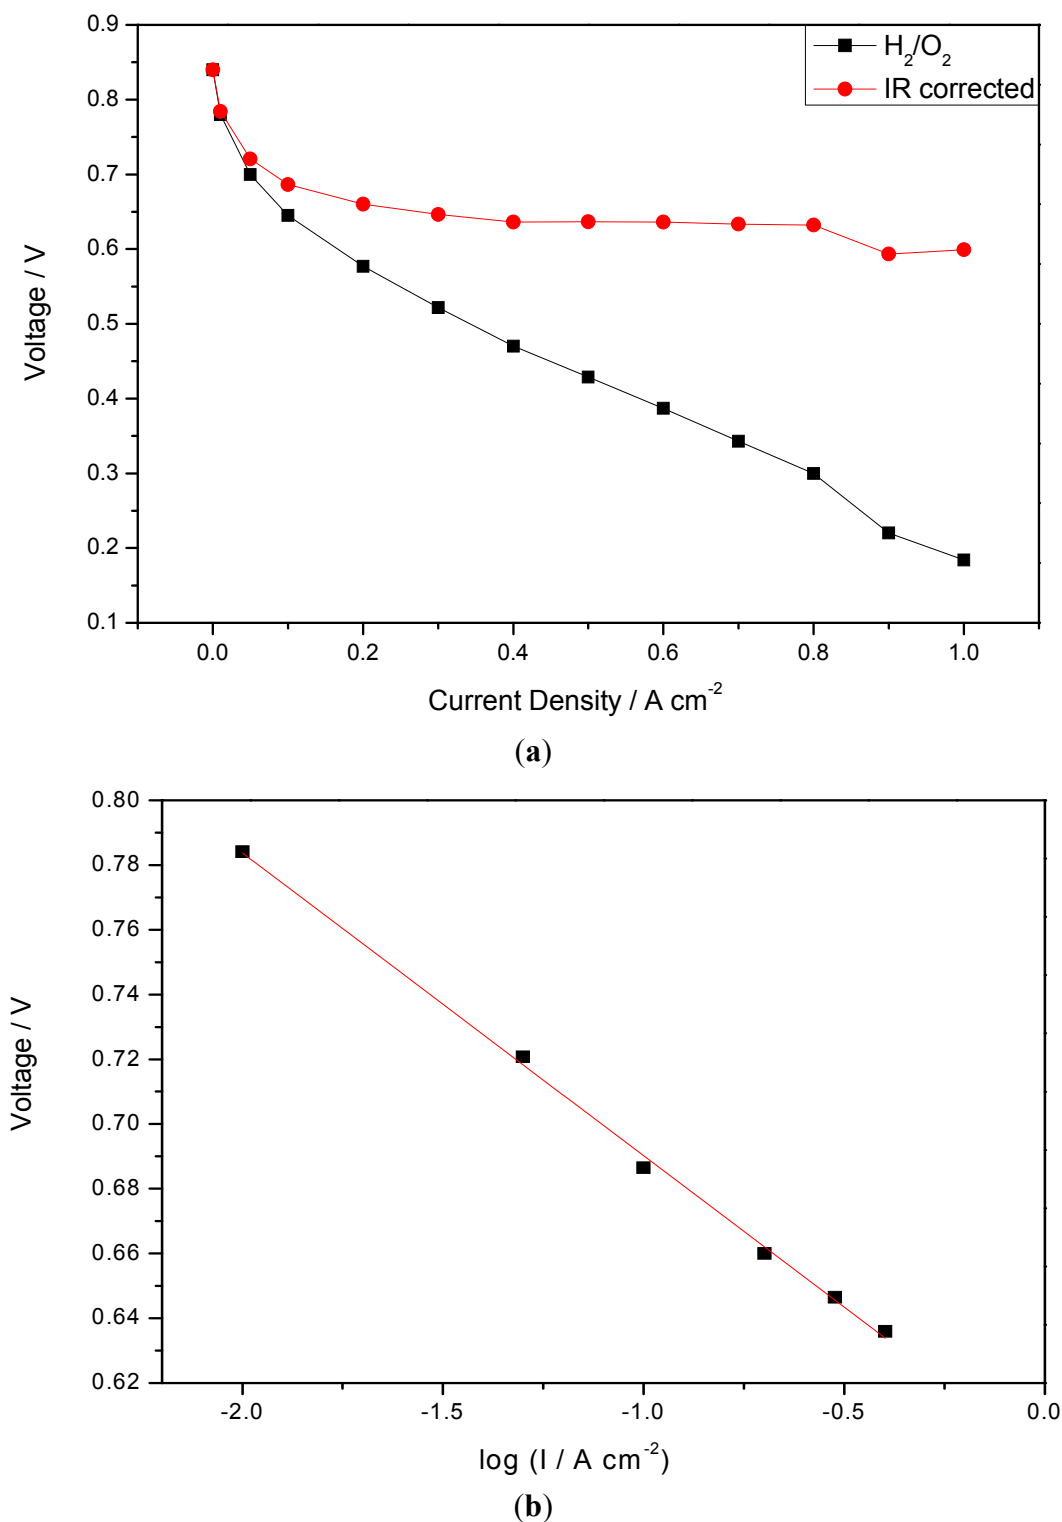 0.9
H₂/O₂
IR corrected
0.8
0.7
0.6
0.5
0.4
0.3
0.2
0.1
Voltage / V
0.0 0.2 0.4 0.6 0.8 1.0
Current Density / A cm⁻²
(a)
0.80
0.78
0.76
0.74
0.72
0.70
0.68
0.66
0.64
0.62
Voltage / V
-2.0 -1.5 -1.0 -0.5 0.0
log (I / A cm⁻²)
(b)